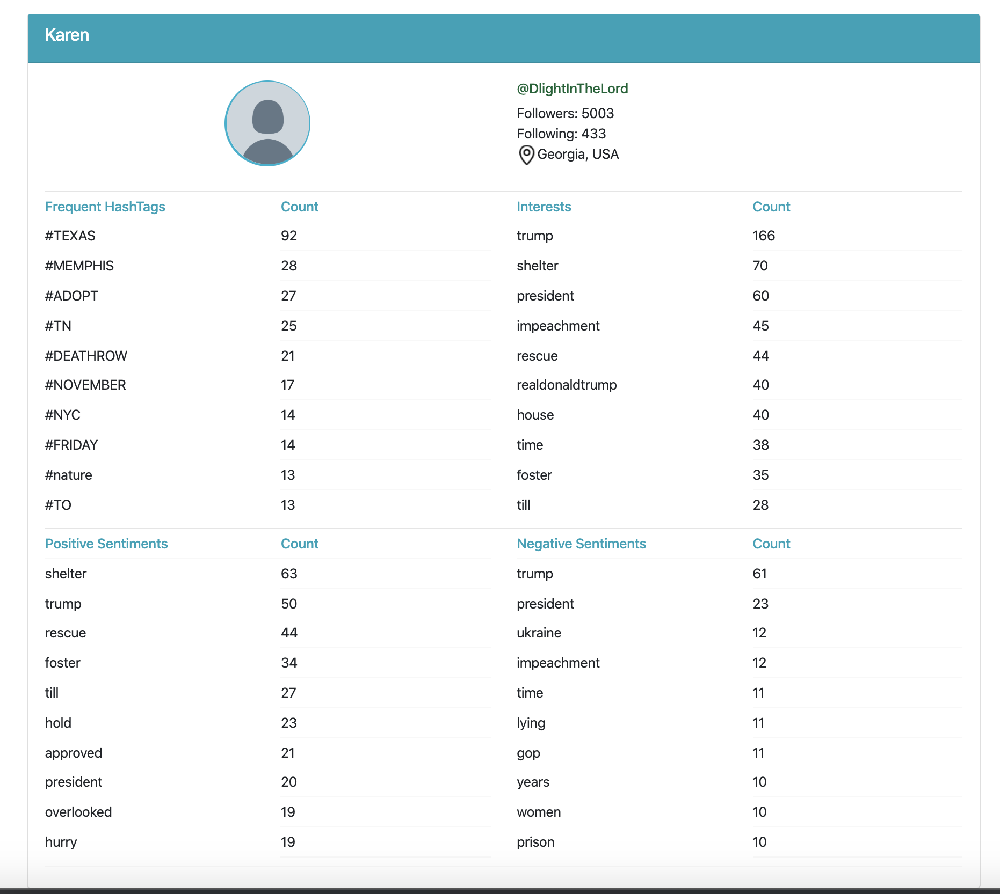 Karen
@DlightInTheLord
Followers: 5003
Following: 433
Georgia, USA
Frequent HashTags Count Interests Count
#TEXAS 92 trump 166
#MEMPHIS 28 shelter 70
#ADOPT 27 president 60
#TN 25 impeachment 45
#DEATHROW 21 rescue 44
#NOVEMBER 17 realdonaldtrump 40
#NYC 14 house 40
#FRIDAY 14 time 38
#nature 13 foster 35
#TO 13 till 28
Positive Sentiments Count Negative Sentiments Count
shelter 63 trump 61
trump 50 president 23
rescue 44 ukraine 12
foster 34 impeachment 12
till 27 time 11
hold 23 lying 11
approved 21 gop 11
president 20 years 10
overlooked 19 women 10
hurry 19 prison 10